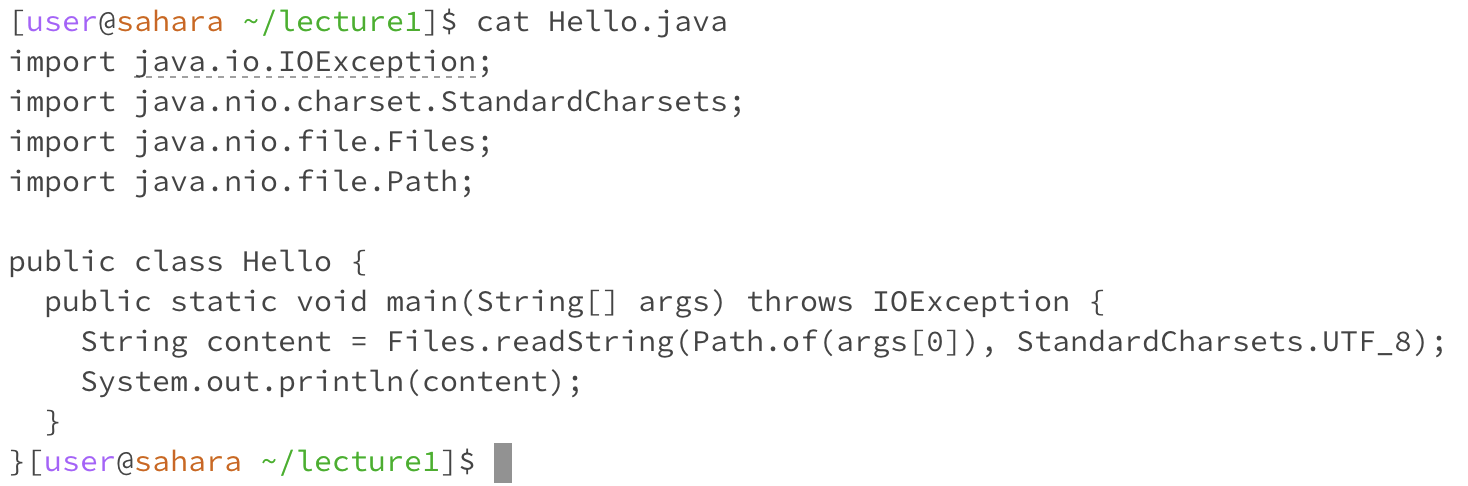 [user@sahara ~/lecture1]$ cat Hello.java
import java.io.IOException;
import java.nio.charset.StandardCharsets;
import java.nio.file.Files;
import java.nio.file.Path;

public class Hello {
  public static void main(String[] args) throws IOException {
    String content = Files.readString(Path.of(args[0]), StandardCharsets.UTF_8);
    System.out.println(content);
  }
}[user@sahara ~/lecture1]$